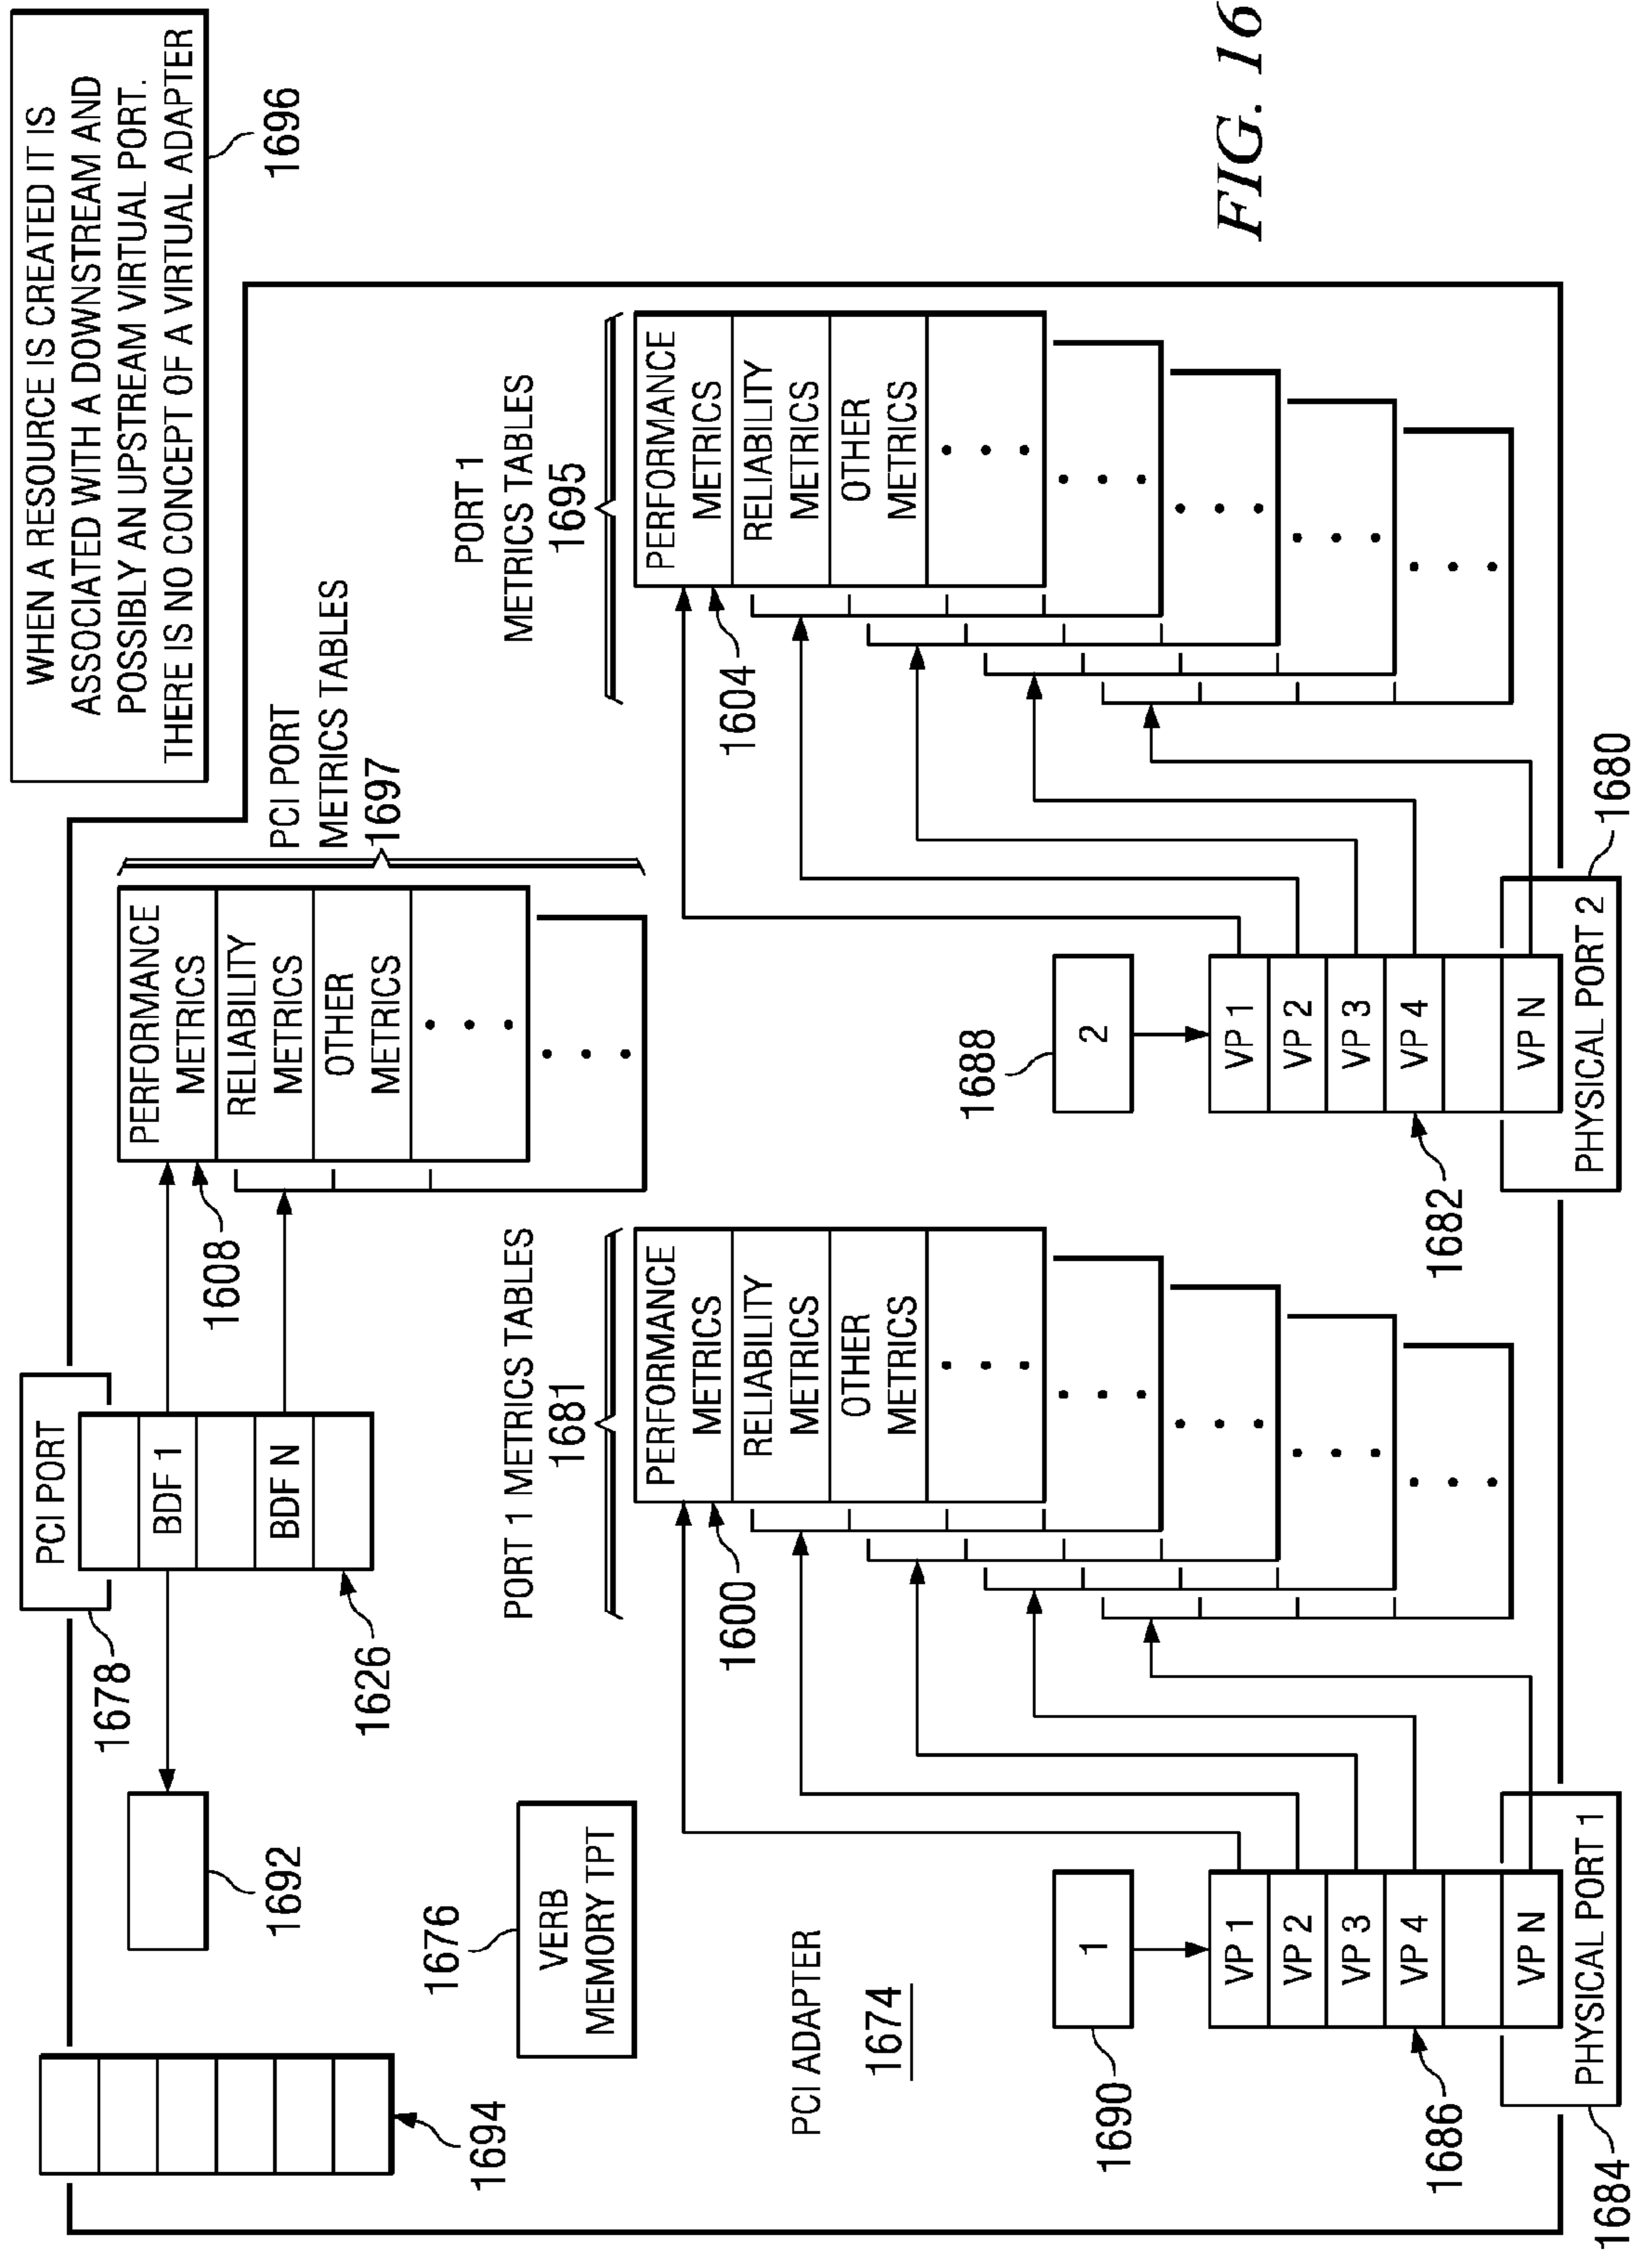 WHEN A RESOURCE IS CREATED IT IS
ASSOCIATED WITH A DOWNSTREAM AND
POSSIBLY AN UPSTREAM VIRTUAL PORT.
THERE IS NO CONCEPT OF A VIRTUAL ADAPTER
1696
PCI PORT
1678
BDF 1
BDF N
1626
1692
1694
PERFORMANCE
METRICS
RELIABILITY
METRICS
OTHER
METRICS
1608
PCI PORT
METRICS TABLES
1697
1676
VERB
MEMORY TPT
PORT 1 METRICS TABLES
1681
PERFORMANCE
METRICS
RELIABILITY
METRICS
OTHER
METRICS
1600
PORT 1
METRICS TABLES
1695
PERFORMANCE
METRICS
RELIABILITY
METRICS
OTHER
METRICS
1604
PCI ADAPTER
1674
1690
1
VP 1
VP 2
VP 3
VP 4
VP N
1686
PHYSICAL PORT 1
1684
1688
2
VP 1
VP 2
VP 3
VP 4
VP N
1682
PHYSICAL PORT 2
1680
FIG. 16